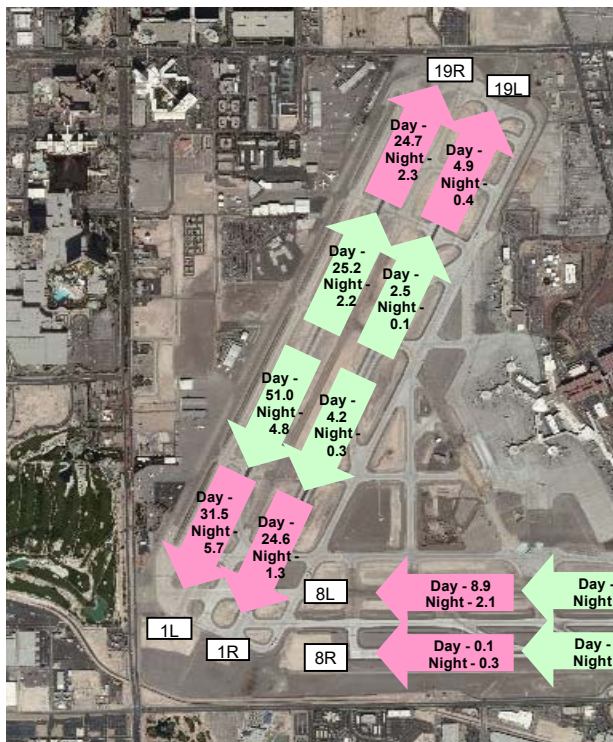 19R
19L
Day -
24.7
Night -
2.3
Day -
4.9
Night -
0.4
Day -
25.2
Night -
2.2
Day -
2.5
Night -
0.1
Day -
51.0
Night -
4.8
Day -
4.2
Night -
0.3
Day -
31.5
Night -
5.7
Day -
24.6
Night -
1.3
8L
Day - 8.9
Night - 2.1
Day -
Night
1L
1R
8R
Day - 0.1
Night - 0.3
Day -
Night